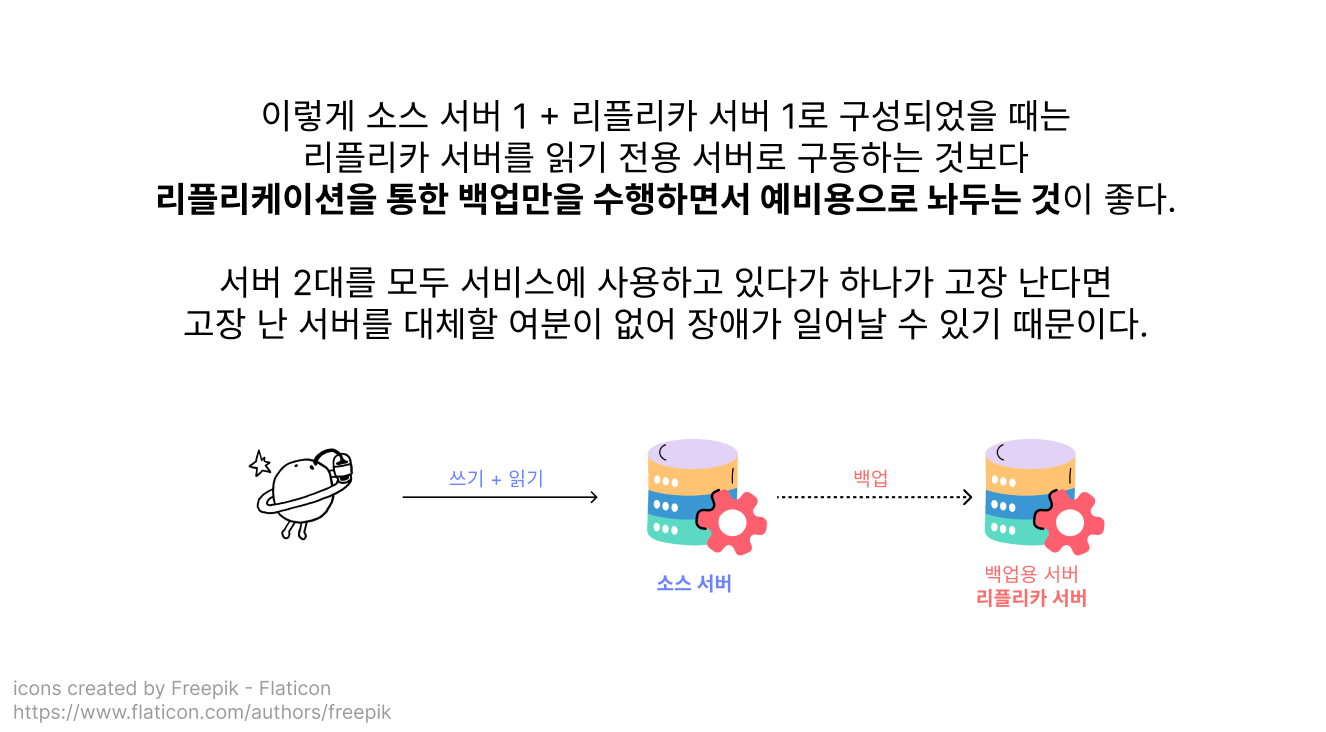 이렇게 소스 서버 1 + 리플리카 서버 1로 구성되었을 때는
리플리카 서버를 읽기 전용 서버로 구동하는 것보다
리플리케이션을 통한 백업만을 수행하면서 예비용으로 놔두는 것이 좋다.
서버 2대를 모두 서비스에 사용하고 있다가 하나가 고장 난다면
고장 난 서버를 대체할 여분이 없어 장애가 일어날 수 있기 때문이다.
쓰기 + 읽기
백업
소스 서버
백업용 서버
리플리카 서버
icons created by Freepik - Flaticon
https://www.flaticon.com/authors/freepik